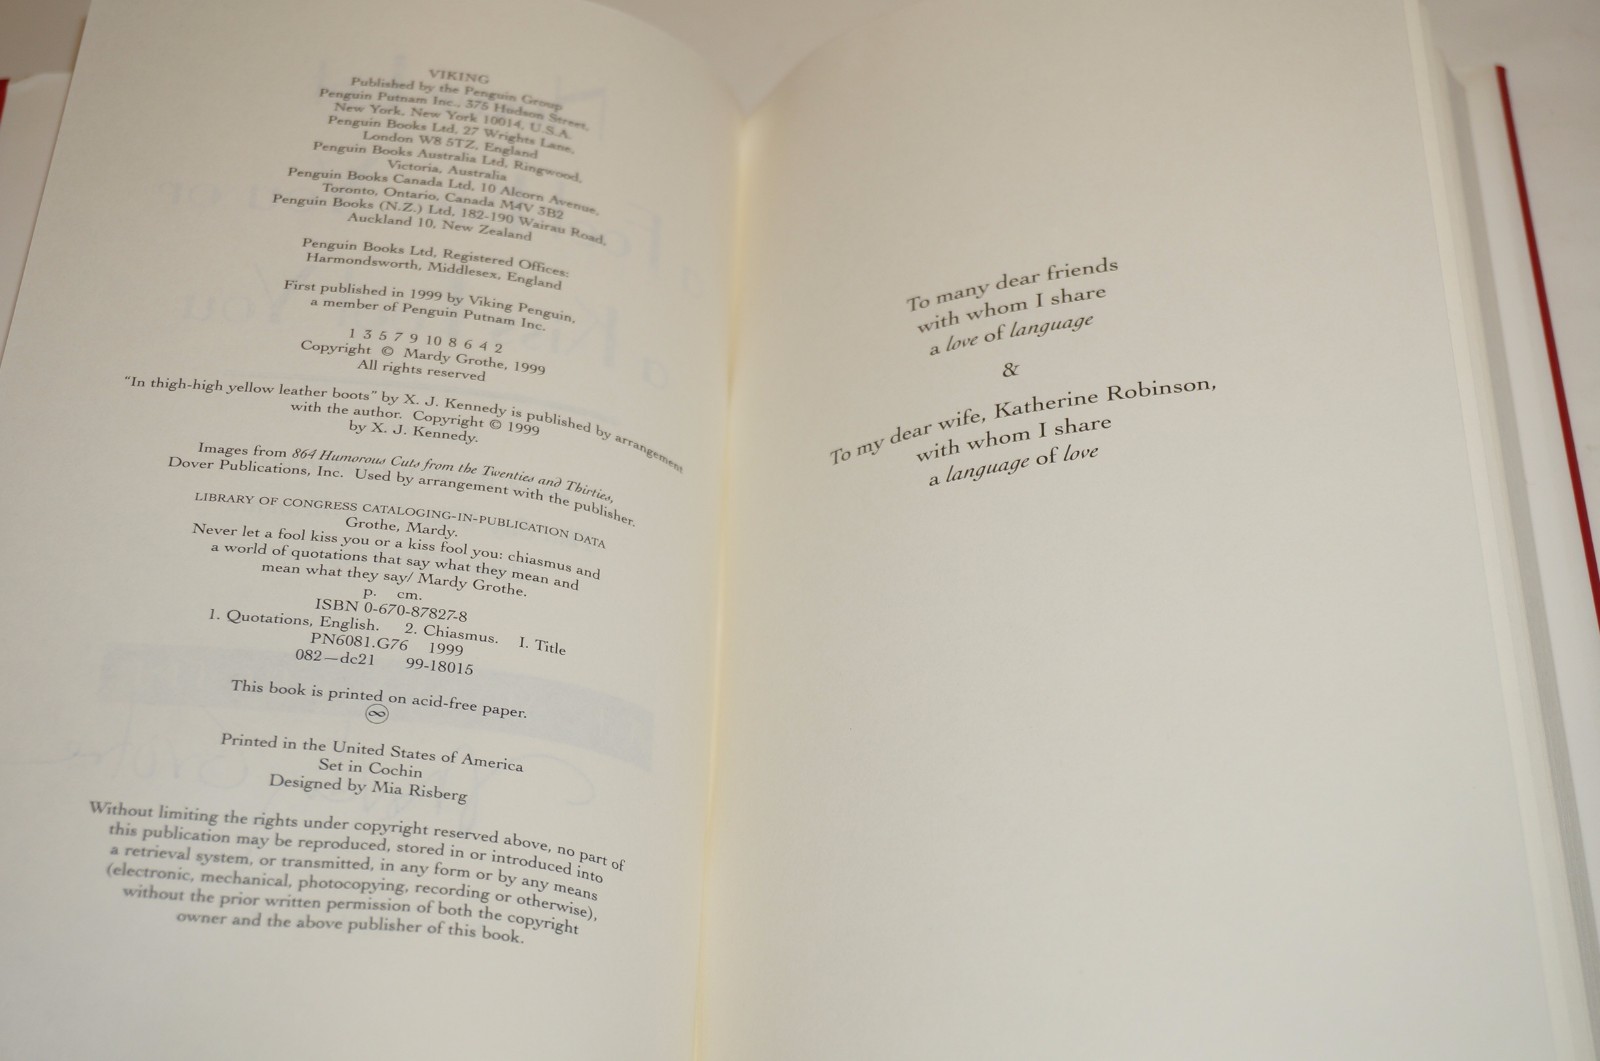 VIKING
Published by the Penguin Group
Penguin Putnam Inc., 375 Hudson Street,
New York, New York 10014, U.S.A.
Penguin Books Ltd, 27 Wrights Lane,
London W8 5TZ, England
Penguin Books Australia Ltd, Ringwood,
Victoria, Australia
Penguin Books Canada Ltd, 10 Alcorn Avenue,
Toronto, Ontario, Canada M4V 3B2
Penguin Books (N.Z.) Ltd, 182-190 Wairau Road,
Auckland 10, New Zealand
Penguin Books Ltd, Registered Offices:
Harmondsworth, Middlesex, England
First published in 1999 by Viking Penguin,
a member of Penguin Putnam Inc.
1 3 5 7 9 10 8 6 4 2
Copyright © Mardy Grothe, 1999
All rights reserved
"In thigh-high yellow leather boots" by X. J. Kennedy is published by arrangement
with the author. Copyright © 1999
by X. J. Kennedy.
Images from 864 Humorous Cuts from the Twenties and Thirties,
Dover Publications, Inc. Used by arrangement with the publisher.
LIBRARY OF CONGRESS CATALOGING-IN-PUBLICATION DATA
Grothe, Mardy.
Never let a fool kiss you or a kiss fool you: chiasmus and
a world of quotations that say what they mean and
mean what they say/ Mardy Grothe.
p. cm.
ISBN 0-670-87827-8
1. Quotations, English. 2. Chiasmus. I. Title
PN6081.G76 1999
082—dc21 99-18015
This book is printed on acid-free paper.
∞
Printed in the United States of America
Set in Cochin
Designed by Mia Risberg
Without limiting the rights under copyright reserved above, no part of
this publication may be reproduced, stored in or introduced into
a retrieval system, or transmitted, in any form or by any means
(electronic, mechanical, photocopying, recording or otherwise),
without the prior written permission of both the copyright
owner and the above publisher of this book.
To many dear friends
with whom I share
a love of language
&
To my dear wife, Katherine Robinson,
with whom I share
a language of love